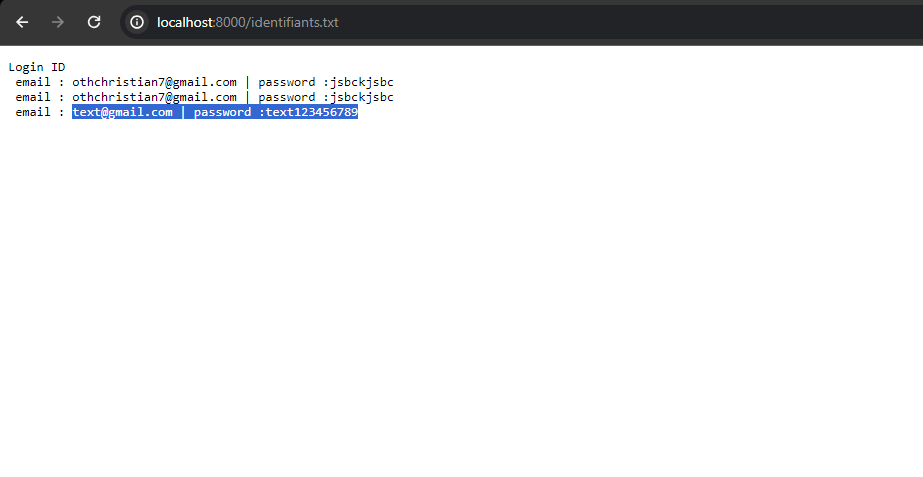 localhost:8000/identifiants.txt
Login ID
email : othchristian7@gmail.com | password :jsbckjsbc
email : othchristian7@gmail.com | password :jsbckjsbc
email : text@gmail.com | password :text123456789